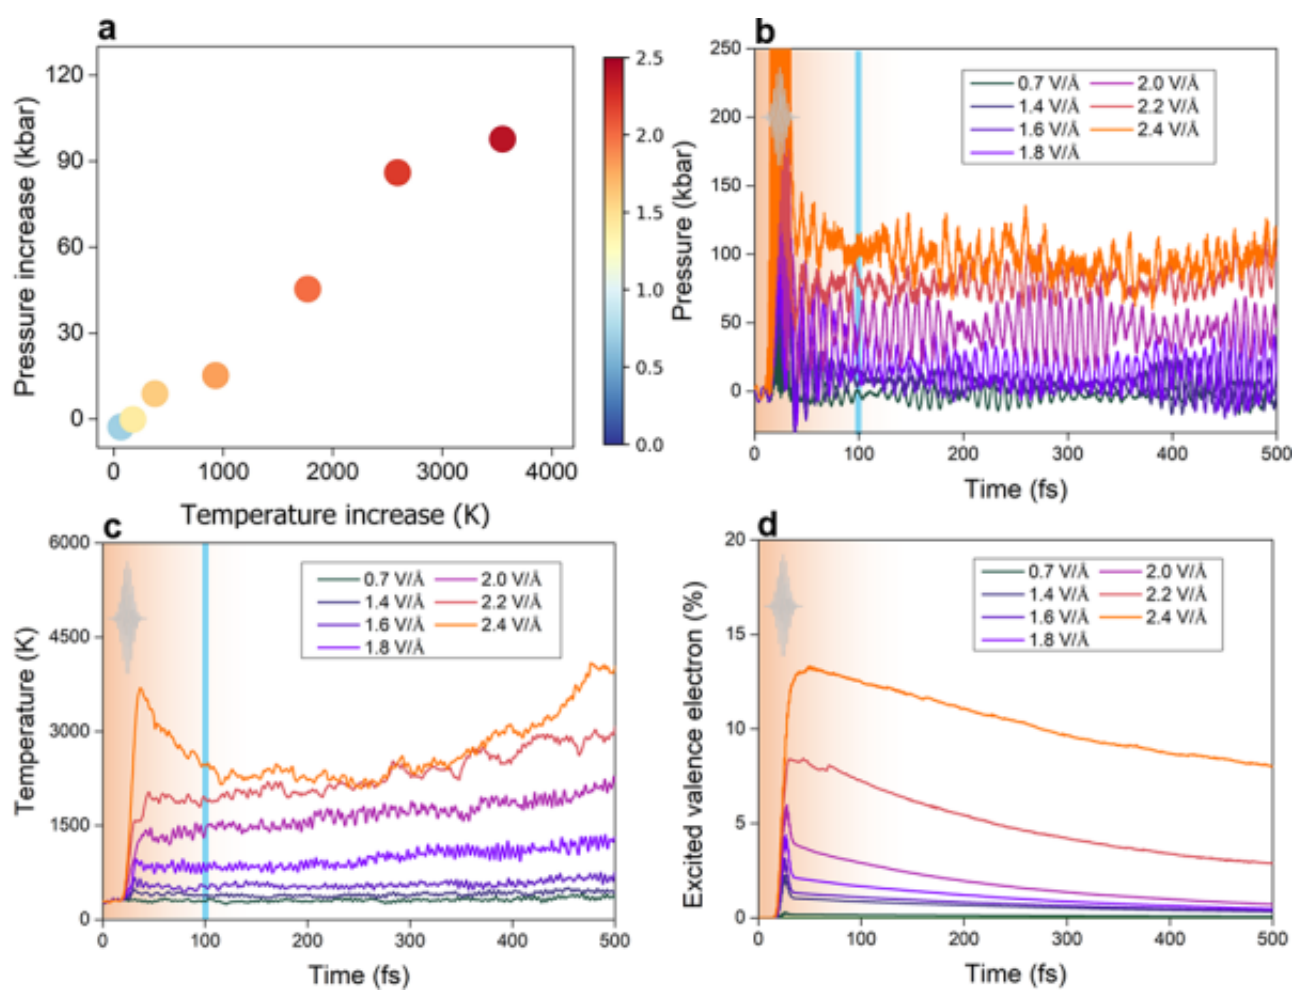 a
120
90
60
30
0
0 1000 2000 3000 4000
Pressure increase (kbar)
Temperature increase (K)
2.5
2.0
1.5
1.0
0.5
0.0
b
250
200
150
100
50
0
0 100 200 300 400 500
Pressure (kbar)
Time (fs)
0.7 V/Å 2.0 V/Å
1.4 V/Å 2.2 V/Å
1.6 V/Å 2.4 V/Å
1.8 V/Å
c
6000
4500
3000
1500
0
0 100 200 300 400 500
Temperature (K)
Time (fs)
0.7 V/Å 2.0 V/Å
1.4 V/Å 2.2 V/Å
1.6 V/Å 2.4 V/Å
1.8 V/Å
d
20
15
10
5
0
0 100 200 300 400 500
Excited valence electron (%)
Time (fs)
0.7 V/Å 2.0 V/Å
1.4 V/Å 2.2 V/Å
1.6 V/Å 2.4 V/Å
1.8 V/Å